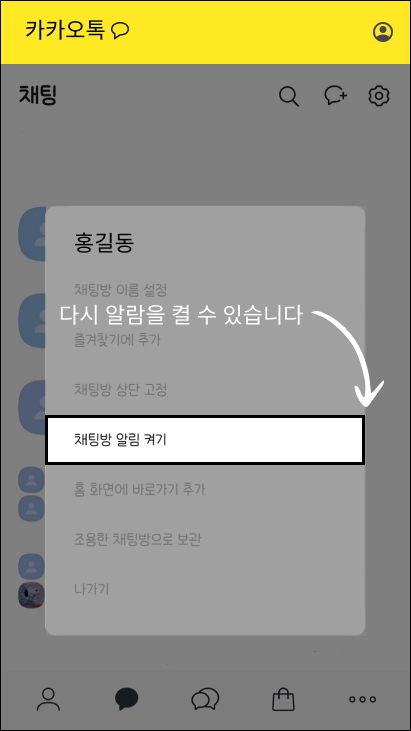 카카오톡
채팅
홍길동
채팅방 이름 설정
다시 알람을 켤 수 있습니다
즐겨찾기에 추가
채팅방 상단 고정
채팅방 알림 켜기
홈 화면에 바로가기 추가
조용한 채팅방으로 보관
나가기